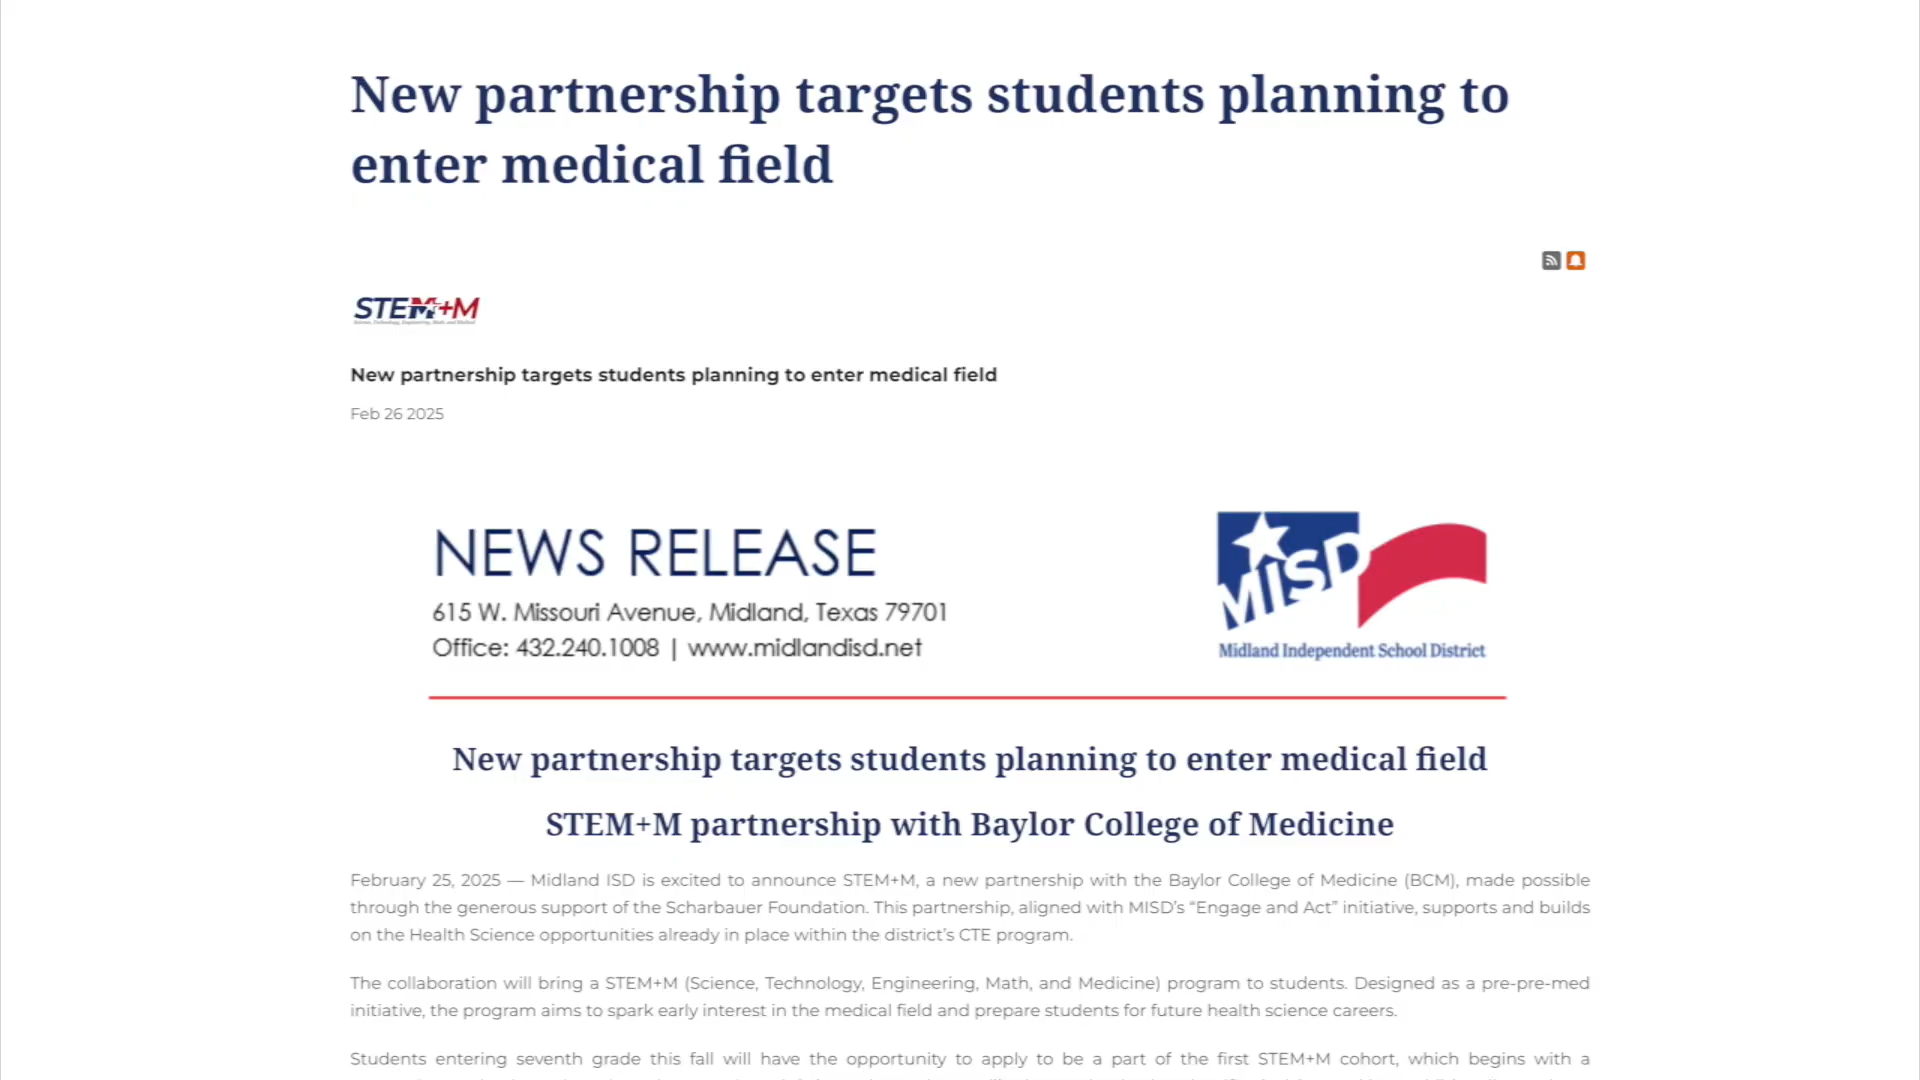 New partnership targets students planning to
enter medical field
STEM+M
New partnership targets students planning to enter medical field
Feb 26 2025
NEWS RELEASE
615 W. Missouri Avenue, Midland, Texas 79701
Office: 432.240.1008 | www.midlandisd.net
MISD
Midland Independent School District
New partnership targets students planning to enter medical field
STEM+M partnership with Baylor College of Medicine
February 25, 2025 — Midland ISD is excited to announce STEM+M, a new partnership with the Baylor College of Medicine (BCM), made possible
through the generous support of the Scharbauer Foundation. This partnership, aligned with MISD’s “Engage and Act” initiative, supports and builds
on the Health Science opportunities already in place within the district’s CTE program.
The collaboration will bring a STEM+M (Science, Technology, Engineering, Math, and Medicine) program to students. Designed as a pre-pre-med
initiative, the program aims to spark early interest in the medical field and prepare students for future health science careers.
Students entering seventh grade this fall will have the opportunity to apply to be a part of the first STEM+M cohort, which begins with a